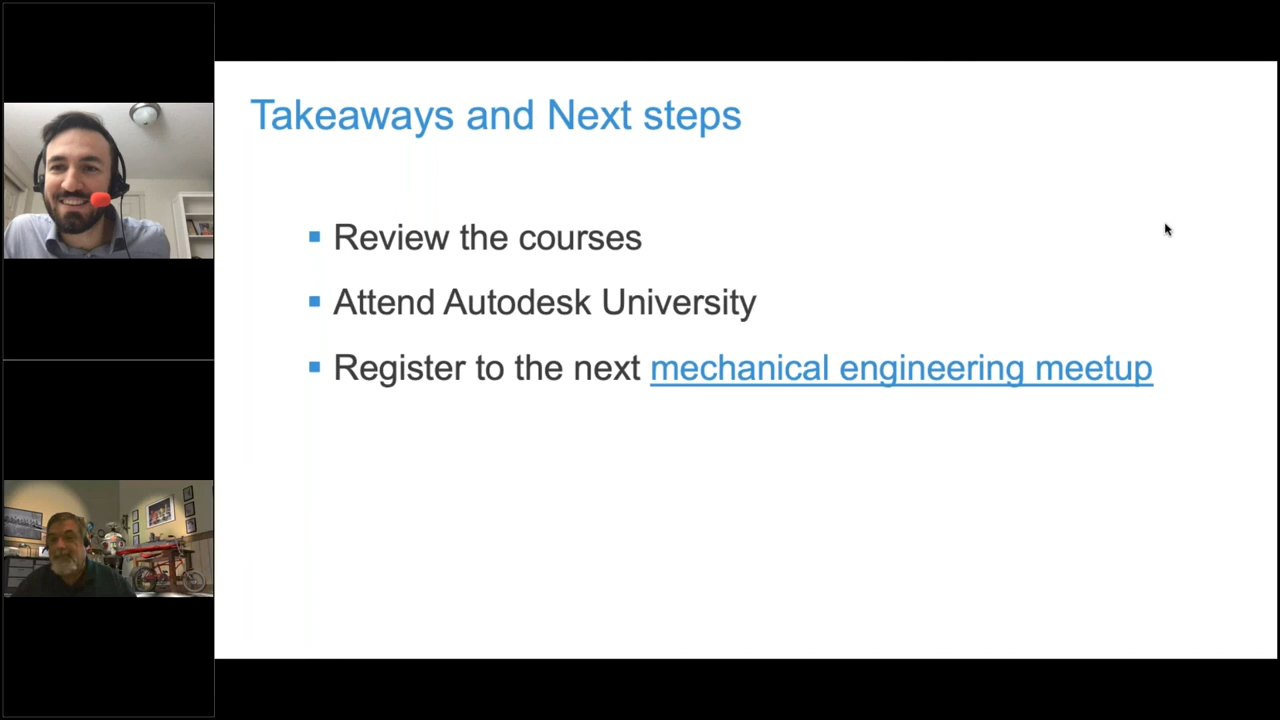 Takeaways and Next steps
Review the courses
Attend Autodesk University
Register to the next mechanical engineering meetup